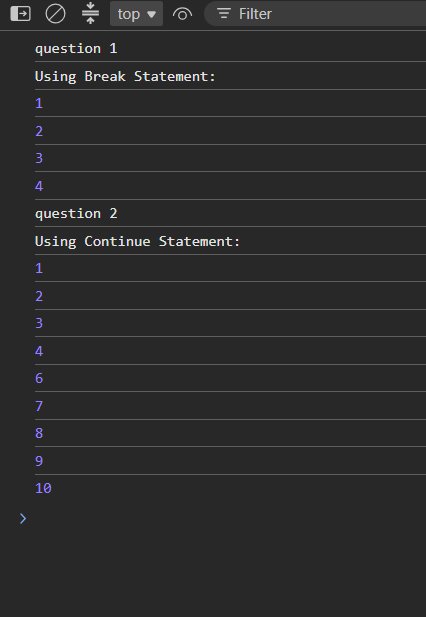 top
Filter
question 1
Using Break Statement:
1
2
3
4
question 2
Using Continue Statement:
1
2
3
4
6
7
8
9
10